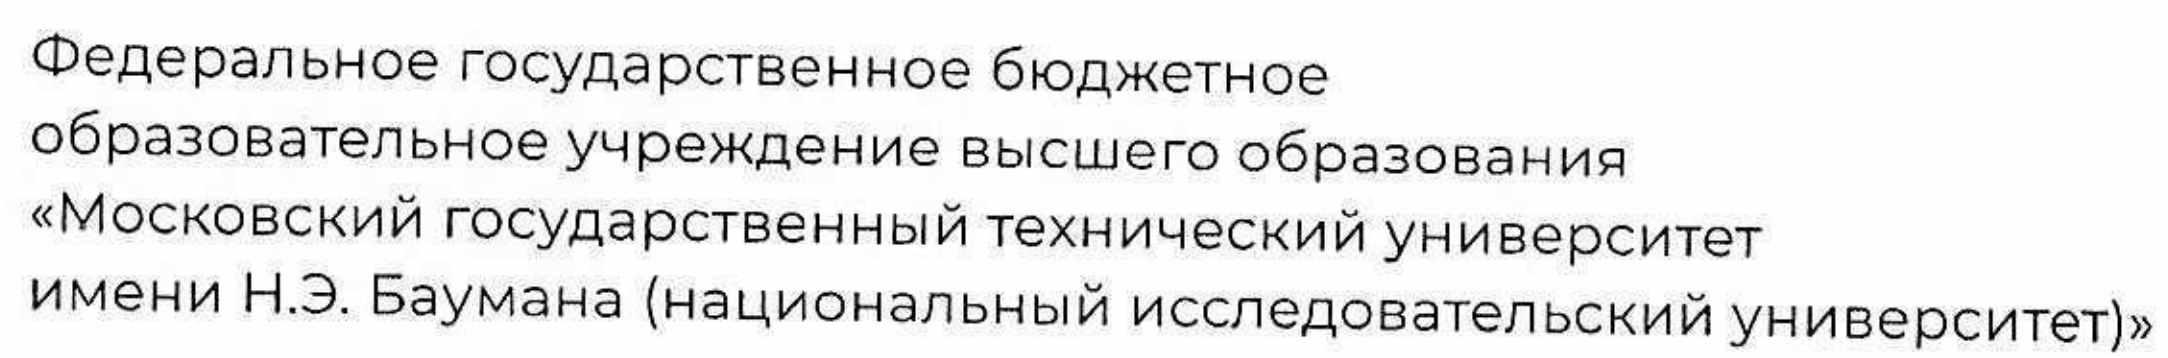 Федеральное государственное бюджетное
образовательное учреждение высшего образования
«Московский государственный технический университет
имени Н.Э. Баумана (национальный исследовательский университет)»